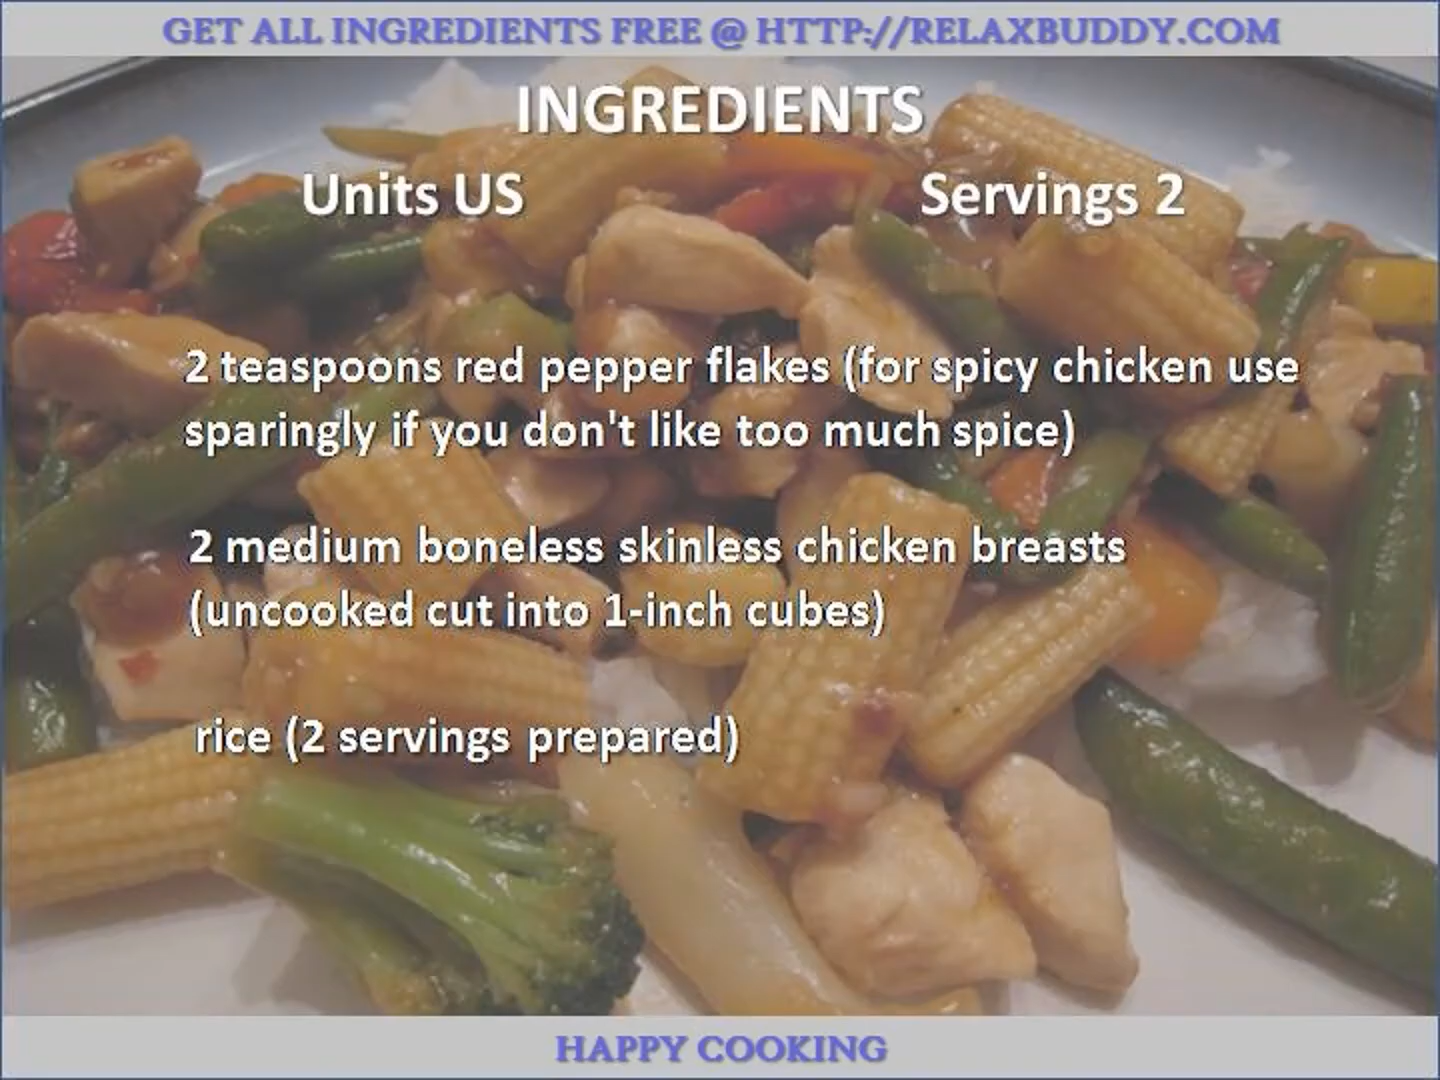 GET ALL INGREDIENTS FREE @ HTTP://RELAXBUDDY.COM
INGREDIENTS
Units US Servings 2
2 teaspoons red pepper flakes (for spicy chicken use
sparingly if you don't like too much spice)
2 medium boneless skinless chicken breasts
(uncooked cut into 1-inch cubes)
rice (2 servings prepared)
HAPPY COOKING